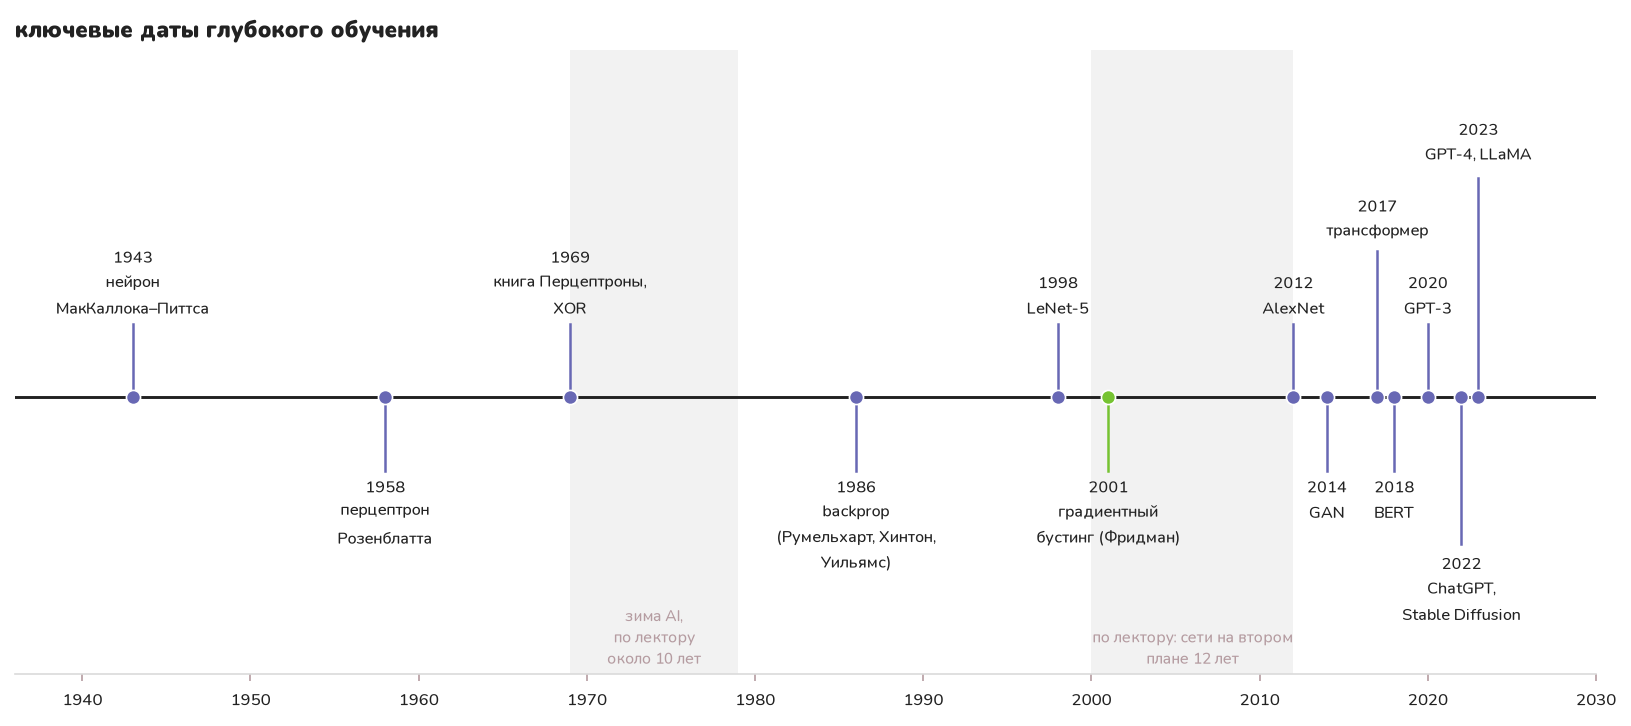 ключевые даты глубокого обучения
2023
GPT-4, LLaMA
2017
трансформер
1943
нейрон
МакКаллока–Питтса
1969
книга Перцептроны,
XOR
1998
LeNet-5
2012
AlexNet
2020
GPT-3
1958
перцептрон
Розенблатта
1986
backprop
(Румельхарт, Хинтон,
Уильямс)
2001
градиентный
бустинг (Фридман)
2014
GAN
2018
BERT
2022
ChatGPT,
Stable Diffusion
зима AI,
по лектору
около 10 лет
по лектору: сети на втором
плане 12 лет
1940 1950 1960 1970 1980 1990 2000 2010 2020 2030